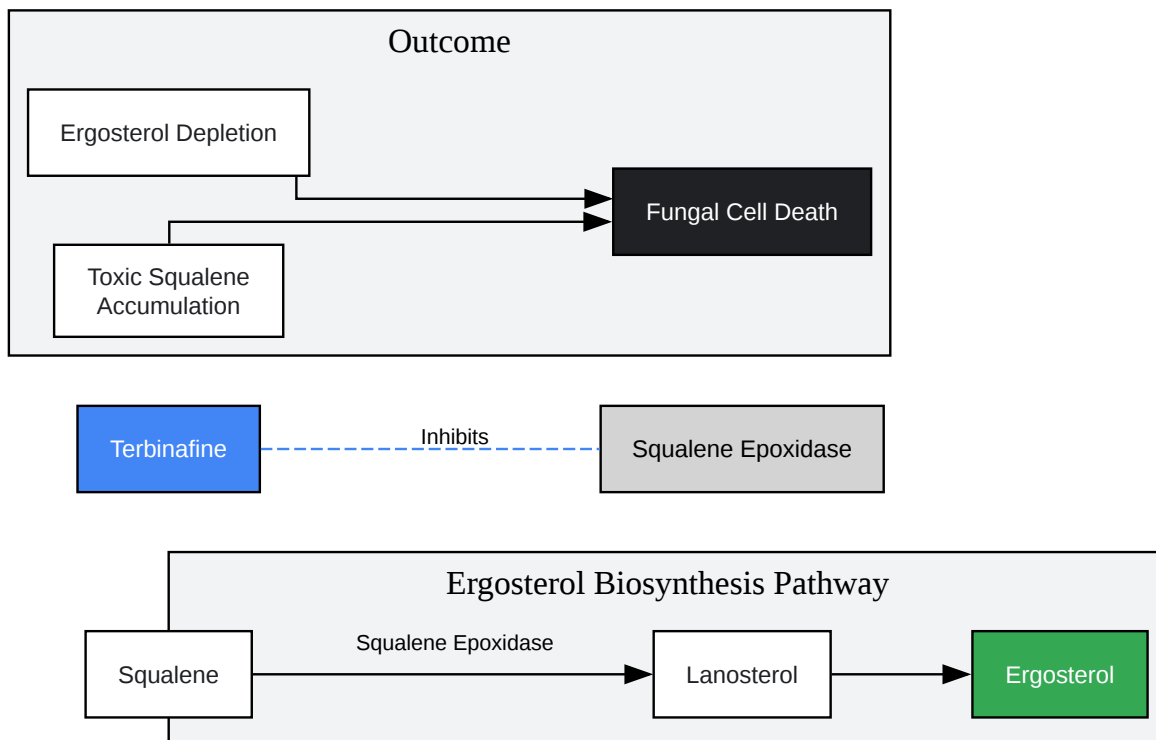 Outcome
Ergosterol Depletion
Fungal Cell Death
Toxic Squalene
Accumulation
Terbinafine
Inhibits
Squalene Epoxidase
Ergosterol Biosynthesis Pathway
Squalene Epoxidase
Squalene
Lanosterol
Ergosterol